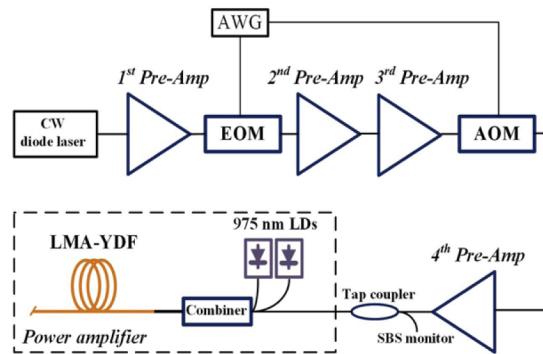 AWG
1st Pre-Amp
2nd Pre-Amp
3rd Pre-Amp
CW
diode laser
EOM
AOM
975 nm LDs
LMA-YDF
4th Pre-Amp
Tap coupler
Combiner
SBS monitor
Power amplifier